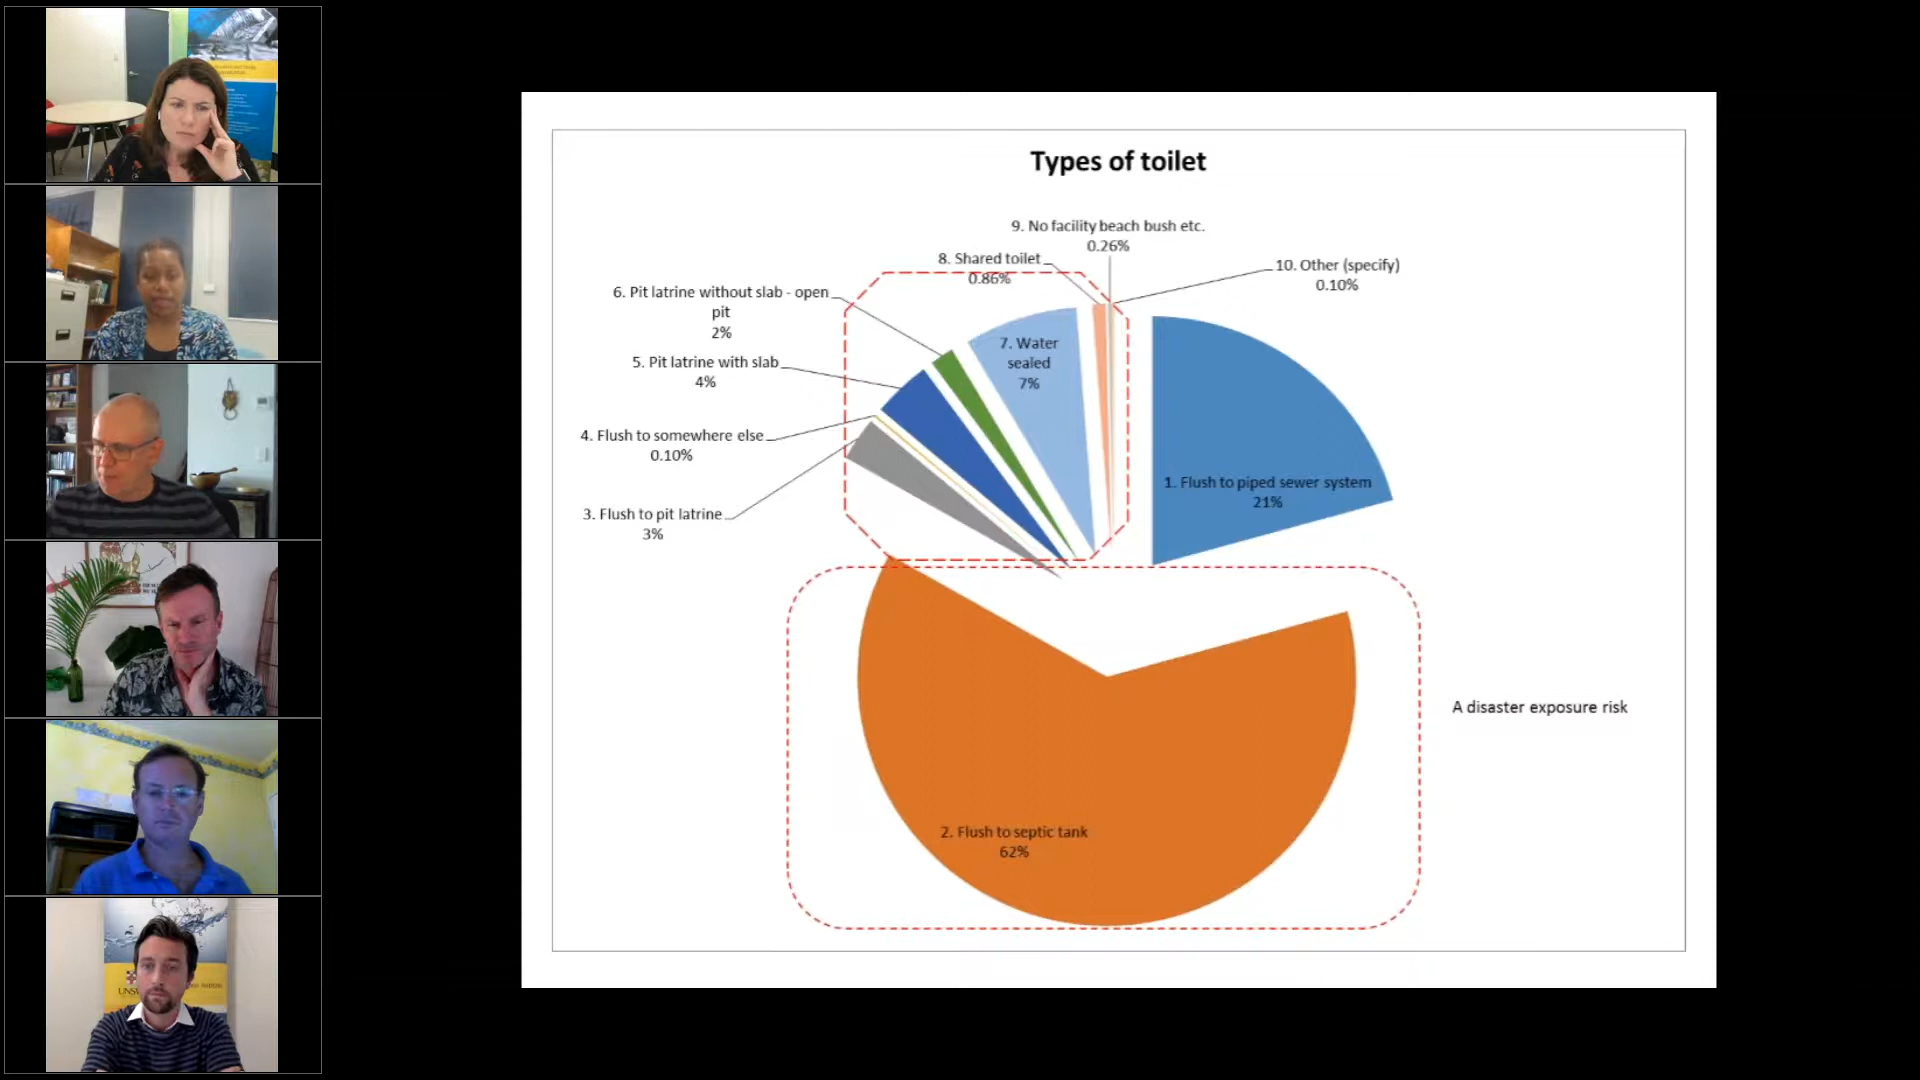 Types of toilet
9. No facility beach bush etc.
0.26%
8. Shared toilet
0.86%
10. Other (specify)
0.10%
6. Pit latrine without slab - open
pit
2%
7. Water
sealed
7%
5. Pit latrine with slab
4%
4. Flush to somewhere else
0.10%
1. Flush to piped sewer system
21%
3. Flush to pit latrine
3%
A disaster exposure risk
2. Flush to septic tank
62%